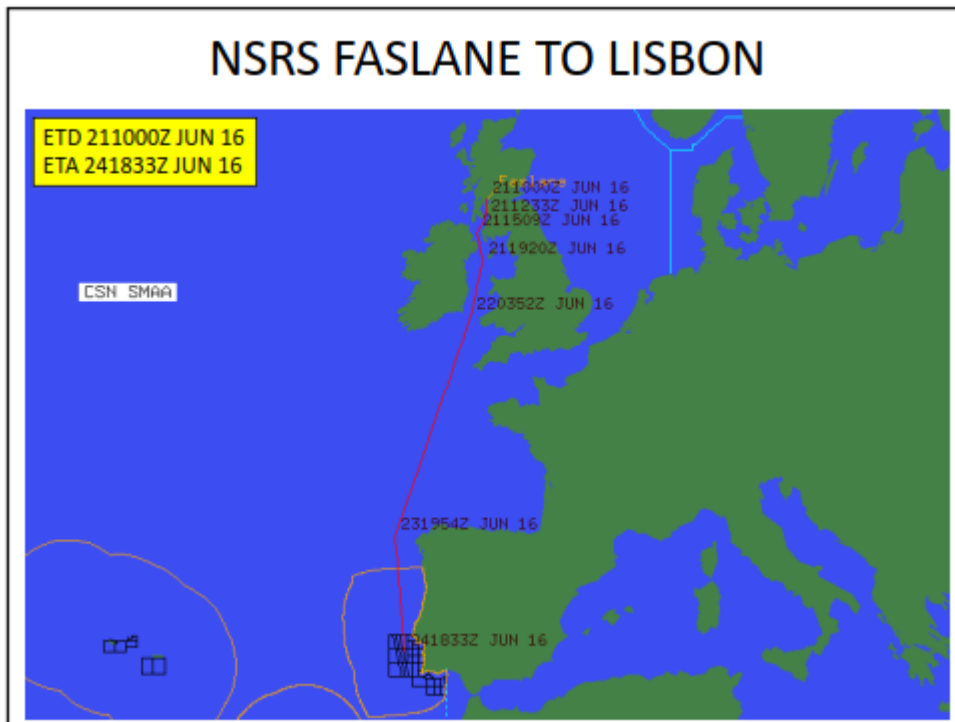 NSRS FASLANE TO LISBON
ETD 211000Z JUN 16
ETA 241833Z JUN 16
Faslane
211000Z JUN 16
211233Z JUN 16
211509Z JUN 16
211920Z JUN 16
CSN SMAA
220352Z JUN 16
231954Z JUN 16
241833Z JUN 16